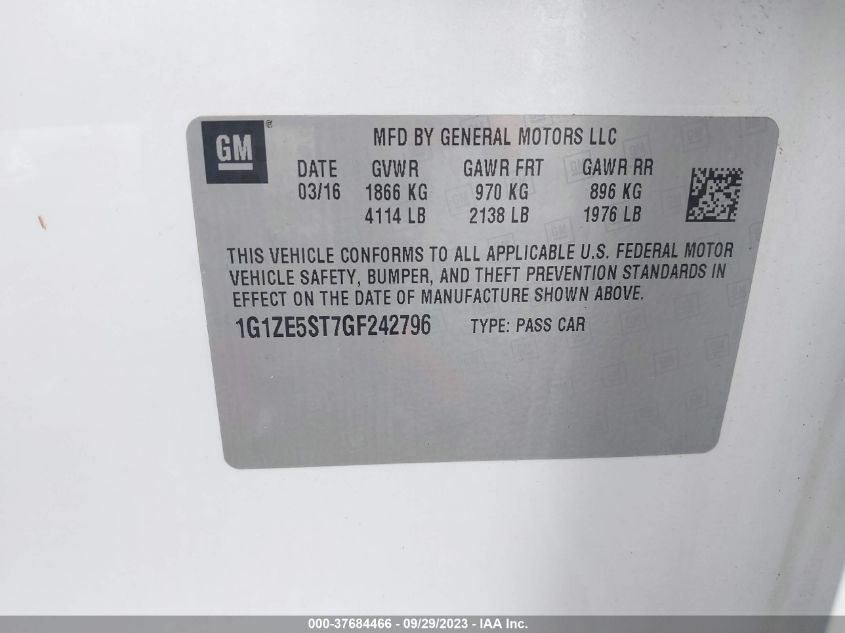 GM ®
MFD BY GENERAL MOTORS LLC
DATE GVWR GAWR FRT GAWR RR
03/16 1866 KG 970 KG 896 KG
4114 LB 2138 LB 1976 LB
THIS VEHICLE CONFORMS TO ALL APPLICABLE U.S. FEDERAL MOTOR
VEHICLE SAFETY, BUMPER, AND THEFT PREVENTION STANDARDS IN
EFFECT ON THE DATE OF MANUFACTURE SHOWN ABOVE.
1G1ZE5ST7GF242796 TYPE: PASS CAR
000-37684466 - 09/29/2023 - IAA Inc.